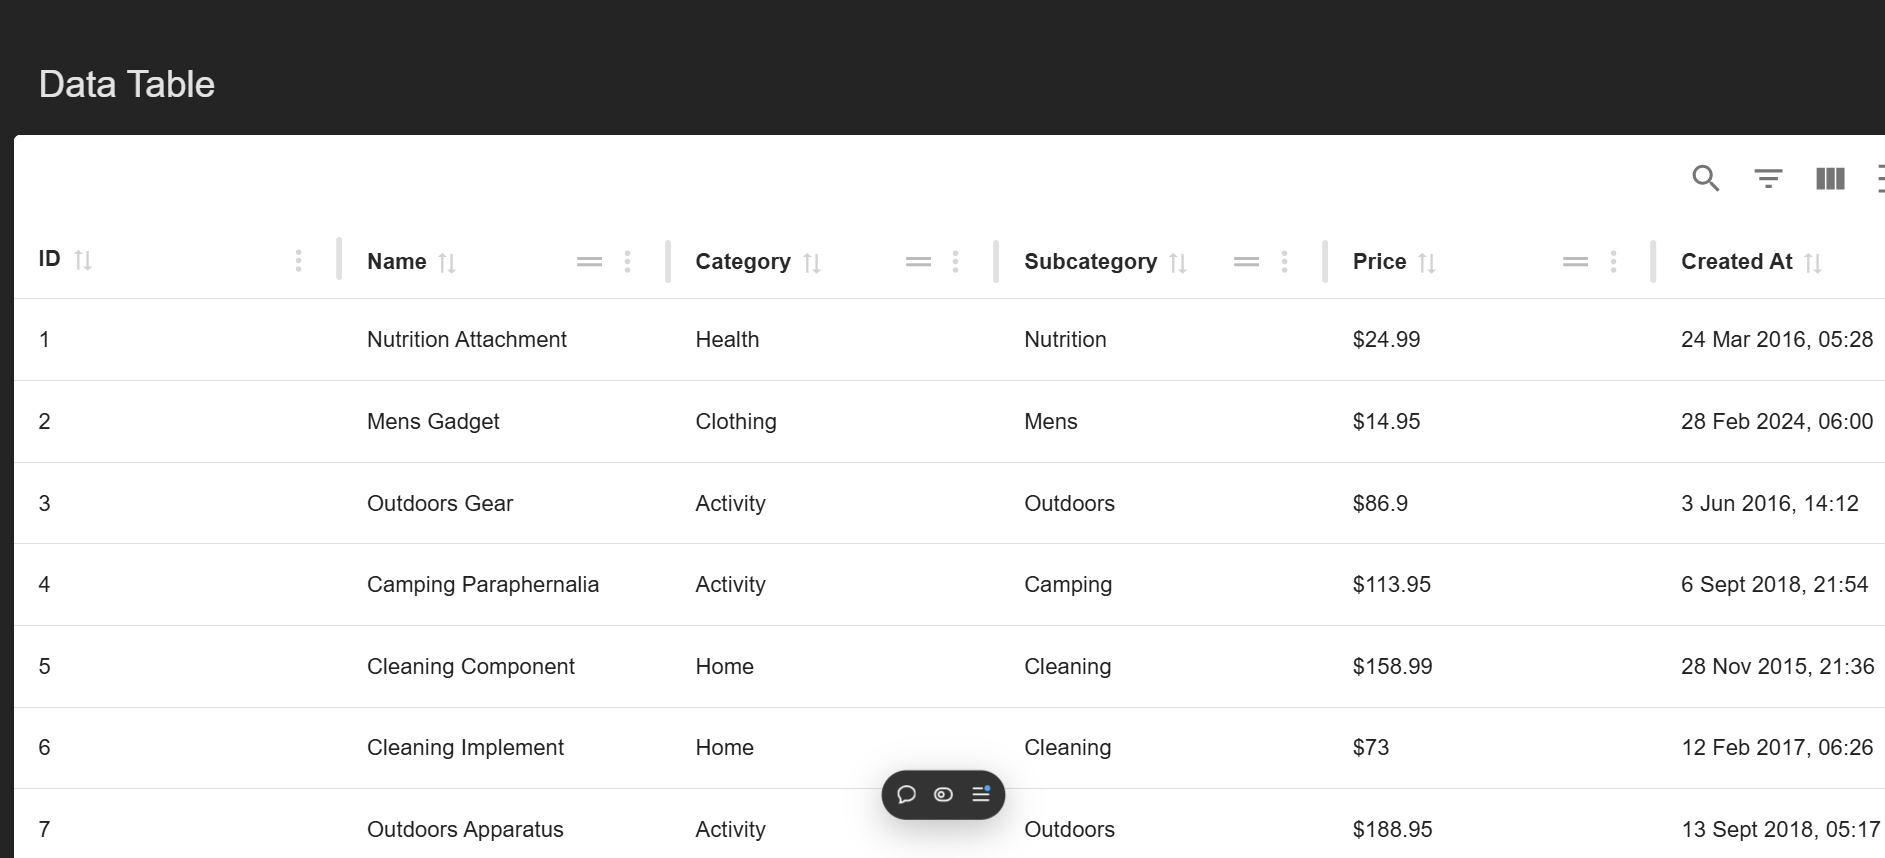 Data Table
ID Name Category Subcategory Price Created At
1 Nutrition Attachment Health Nutrition $24.99 24 Mar 2016, 05:28
2 Mens Gadget Clothing Mens $14.95 28 Feb 2024, 06:00
3 Outdoors Gear Activity Outdoors $86.9 3 Jun 2016, 14:12
4 Camping Paraphernalia Activity Camping $113.95 6 Sept 2018, 21:54
5 Cleaning Component Home Cleaning $158.99 28 Nov 2015, 21:36
6 Cleaning Implement Home Cleaning $73 12 Feb 2017, 06:26
7 Outdoors Apparatus Activity Outdoors $188.95 13 Sept 2018, 05:17